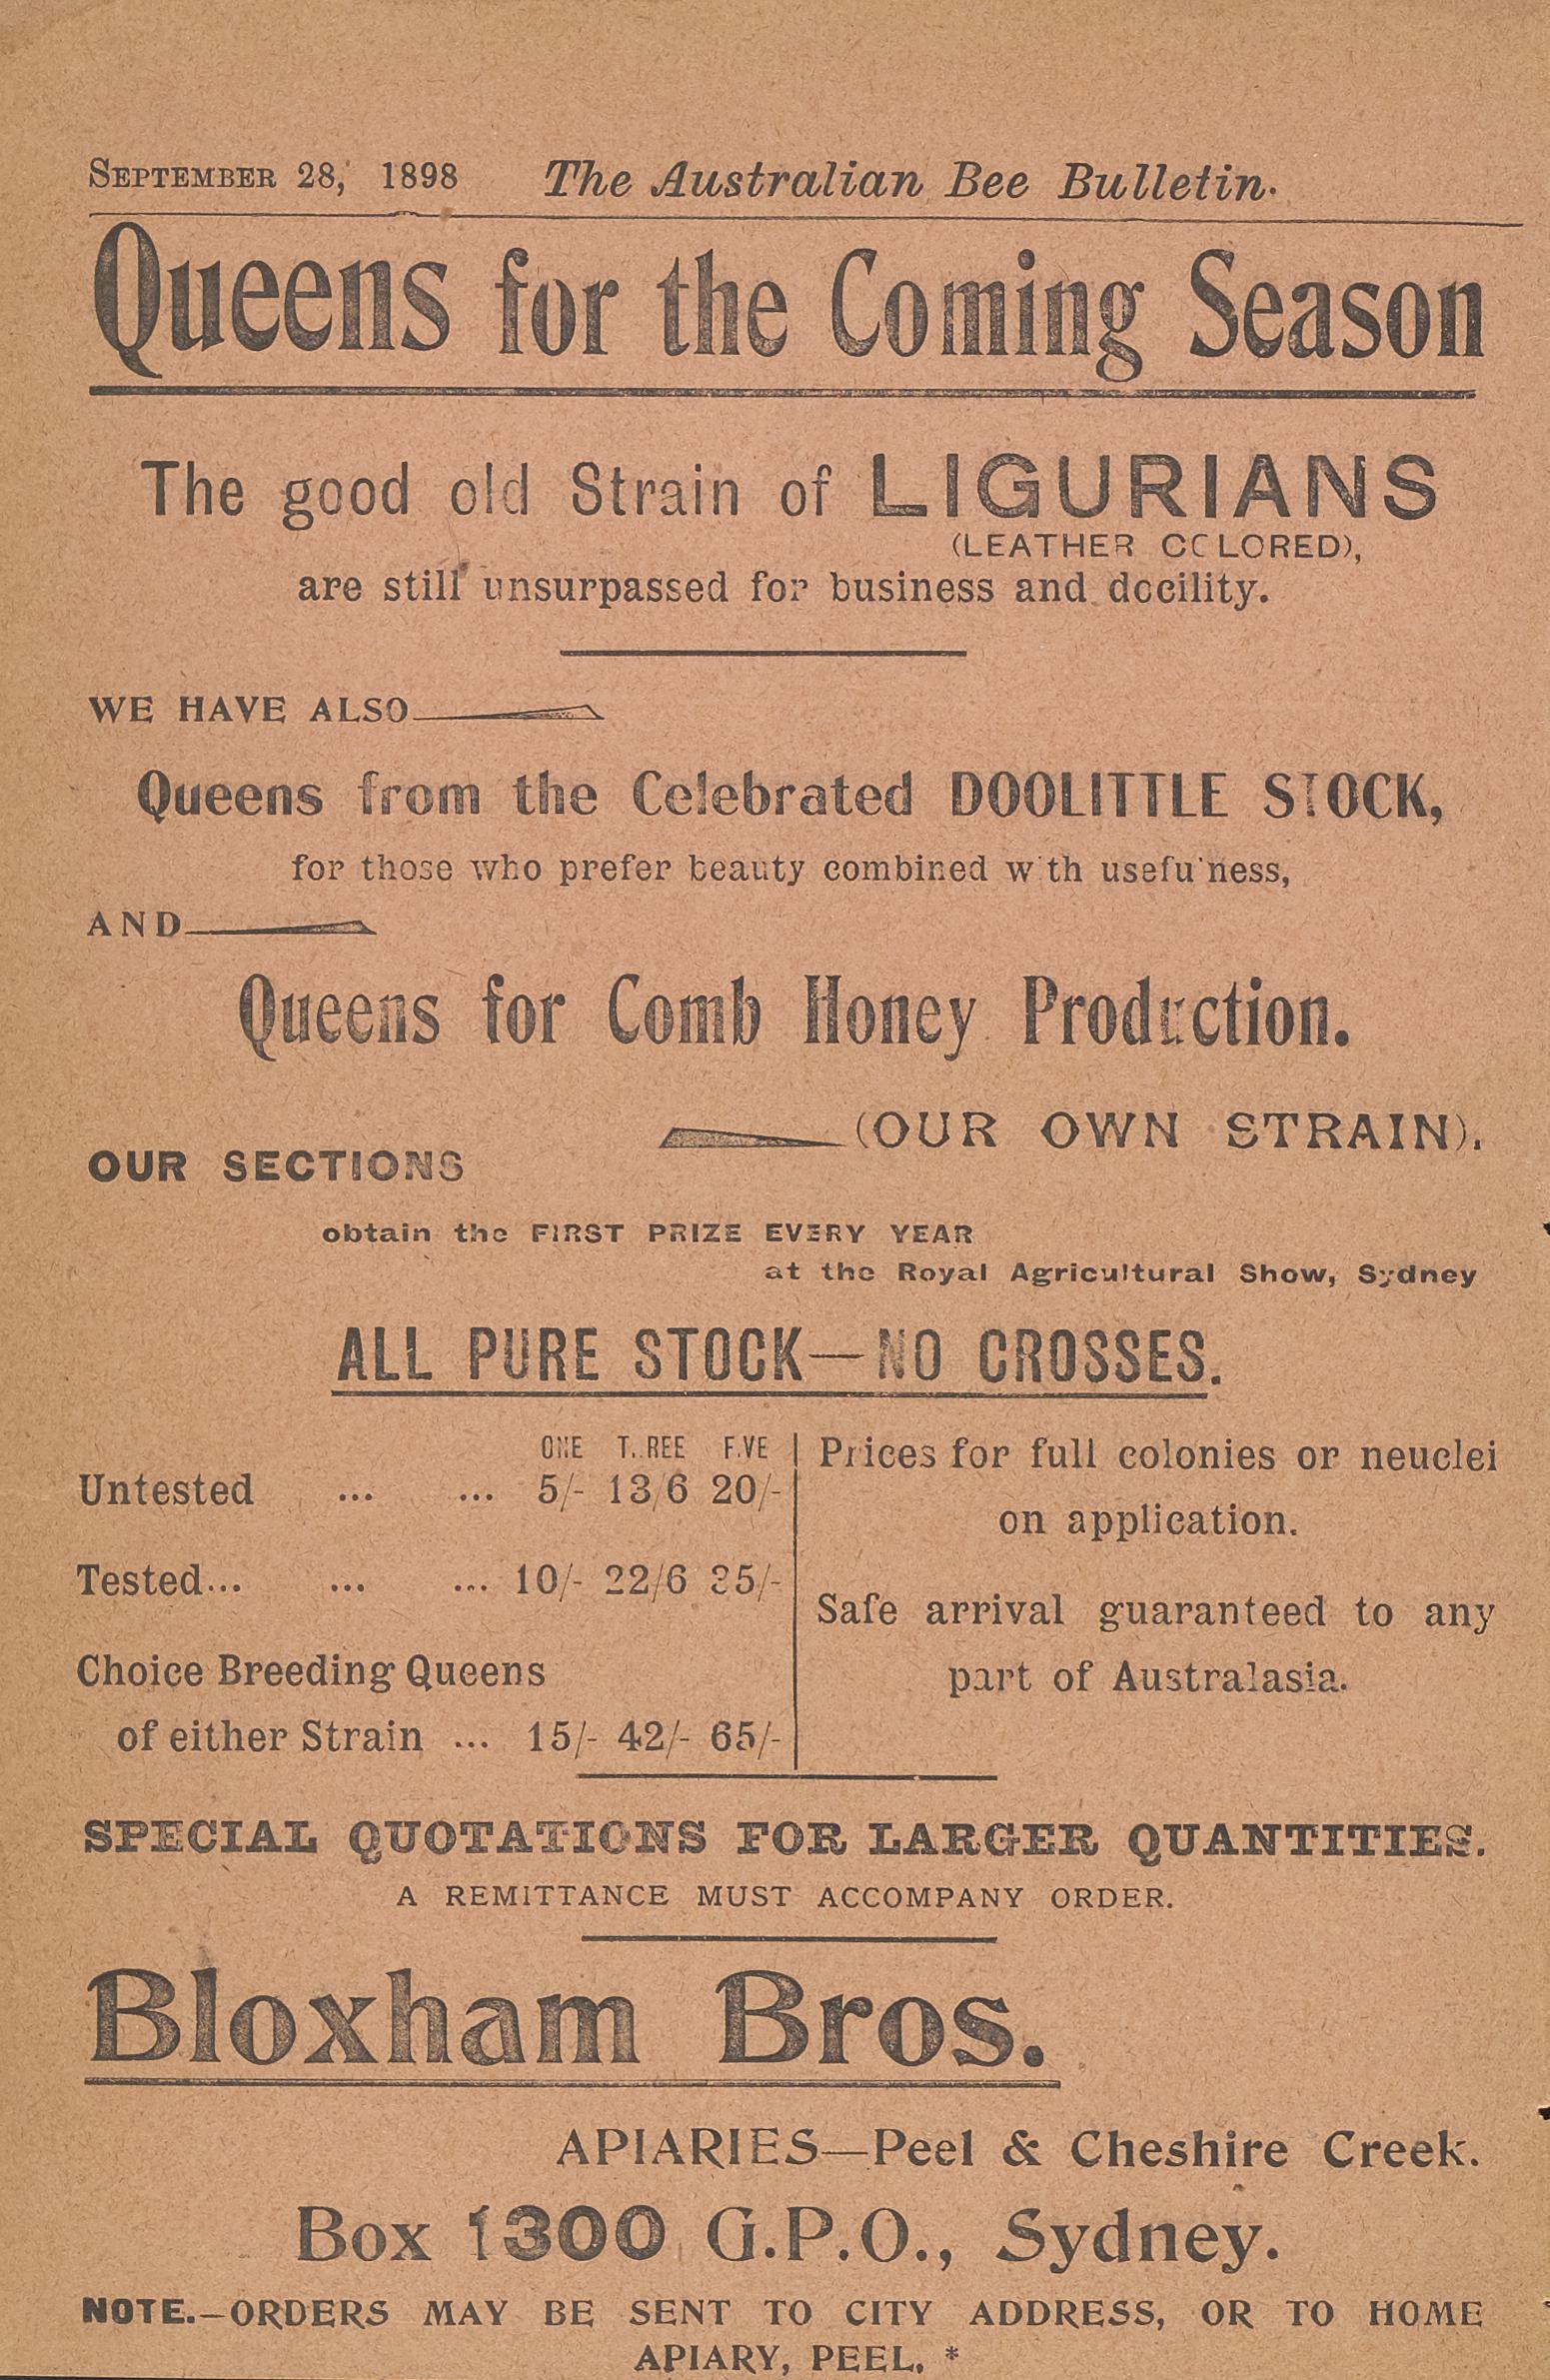 SEPTEMBER 28, 1898 The Australian Bee Bulletin.
Queens for the Coming Season
The good old Strain of LIGURIANS
(LEATHER COLORED),
are still unsurpassed for business and docility.
WE HAVE ALSO
Queens from the Celebrated DOOLITTLE STOCK,
for those who prefer beauty combined with usefulness,
AND
Queens for Comb Honey Production.
(OUR OWN STRAIN).
OUR SECTIONS
obtain the FIRST PRIZE EVERY YEAR
at the Royal Agricultural Show, Sydney
ALL PURE STOCK—NO CROSSES.
ONE THREE FIVE
Untested ... ... 5/- 13/6 20/-
Tested... ... ... 10/- 22/6 35/-
Choice Breeding Queens
of either Strain ... 15/- 42/- 65/-
Prices for full colonies or neuclei
on application.
Safe arrival guaranteed to any
part of Australasia.
SPECIAL QUOTATIONS FOR LARGER QUANTITIES.
A REMITTANCE MUST ACCOMPANY ORDER.
Bloxham Bros.
APIARIES—Peel & Cheshire Creek.
Box 1300 G.P.O., Sydney.
NOTE.—ORDERS MAY BE SENT TO CITY ADDRESS, OR TO HOME
APIARY, PEEL, *